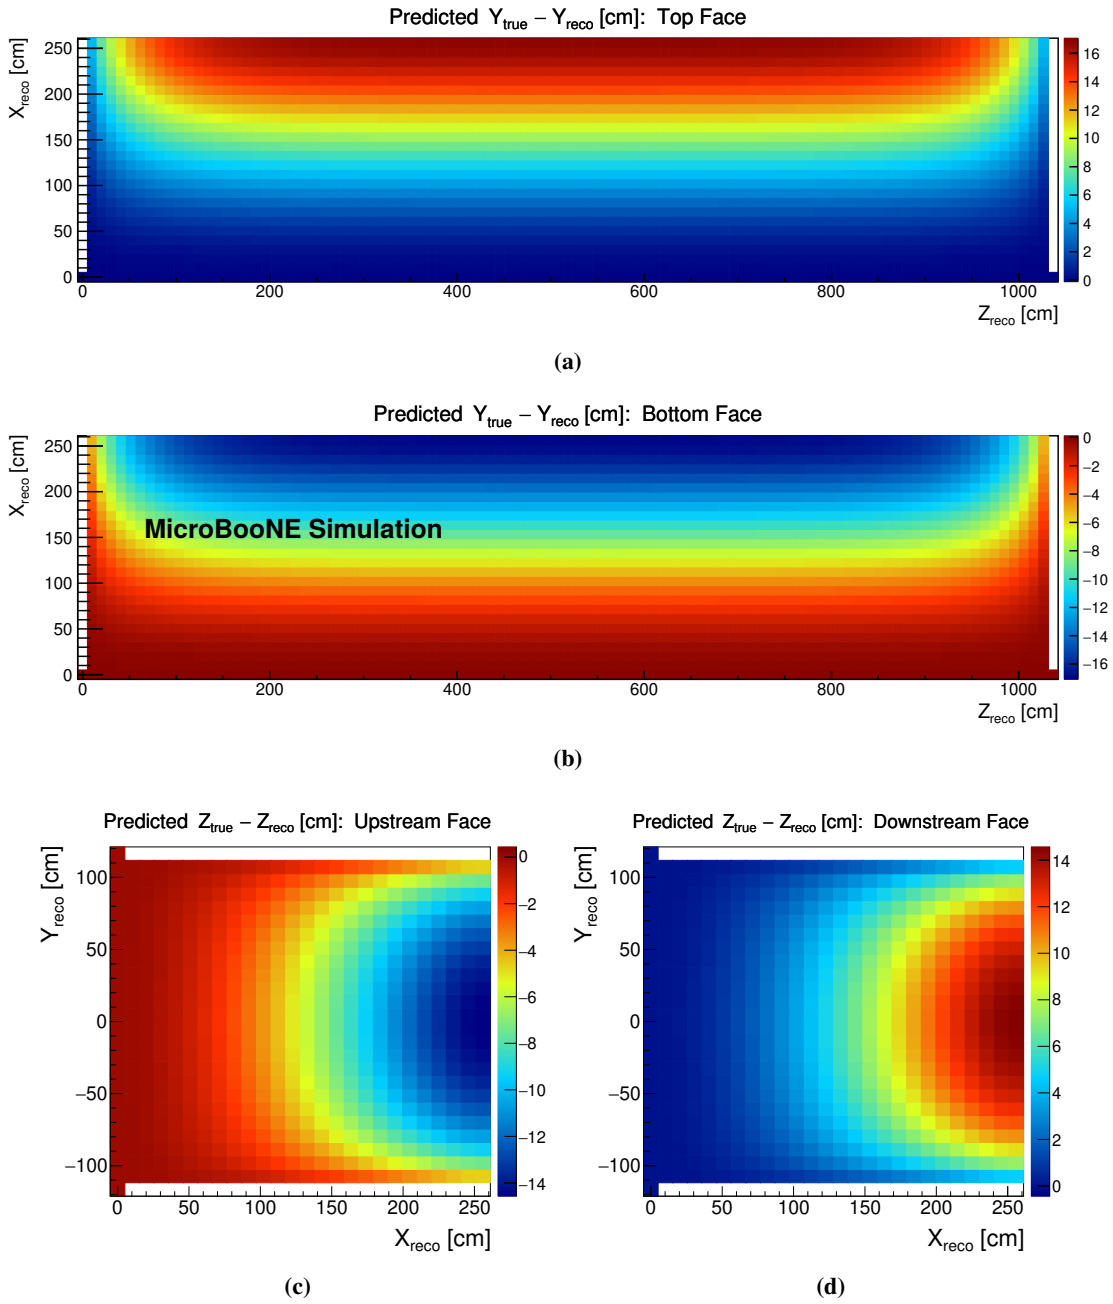 Predicted Y_true − Y_reco [cm]: Top Face
X_reco [cm]
250
200
150
100
50
0
0 200 400 600 800 1000
Z_reco [cm]
16
14
12
10
8
6
4
2
0
(a)
Predicted Y_true − Y_reco [cm]: Bottom Face
X_reco [cm]
250
200
150
100
50
0
MicroBooNE Simulation
0 200 400 600 800 1000
Z_reco [cm]
0
−2
−4
−6
−8
−10
−12
−14
−16
(b)
Predicted Z_true − Z_reco [cm]: Upstream Face
Y_reco [cm]
100
50
0
−50
−100
0 50 100 150 200 250
X_reco [cm]
0
−2
−4
−6
−8
−10
−12
−14
(c)
Predicted Z_true − Z_reco [cm]: Downstream Face
Y_reco [cm]
100
50
0
−50
−100
0 50 100 150 200 250
X_reco [cm]
14
12
10
8
6
4
2
0
(d)